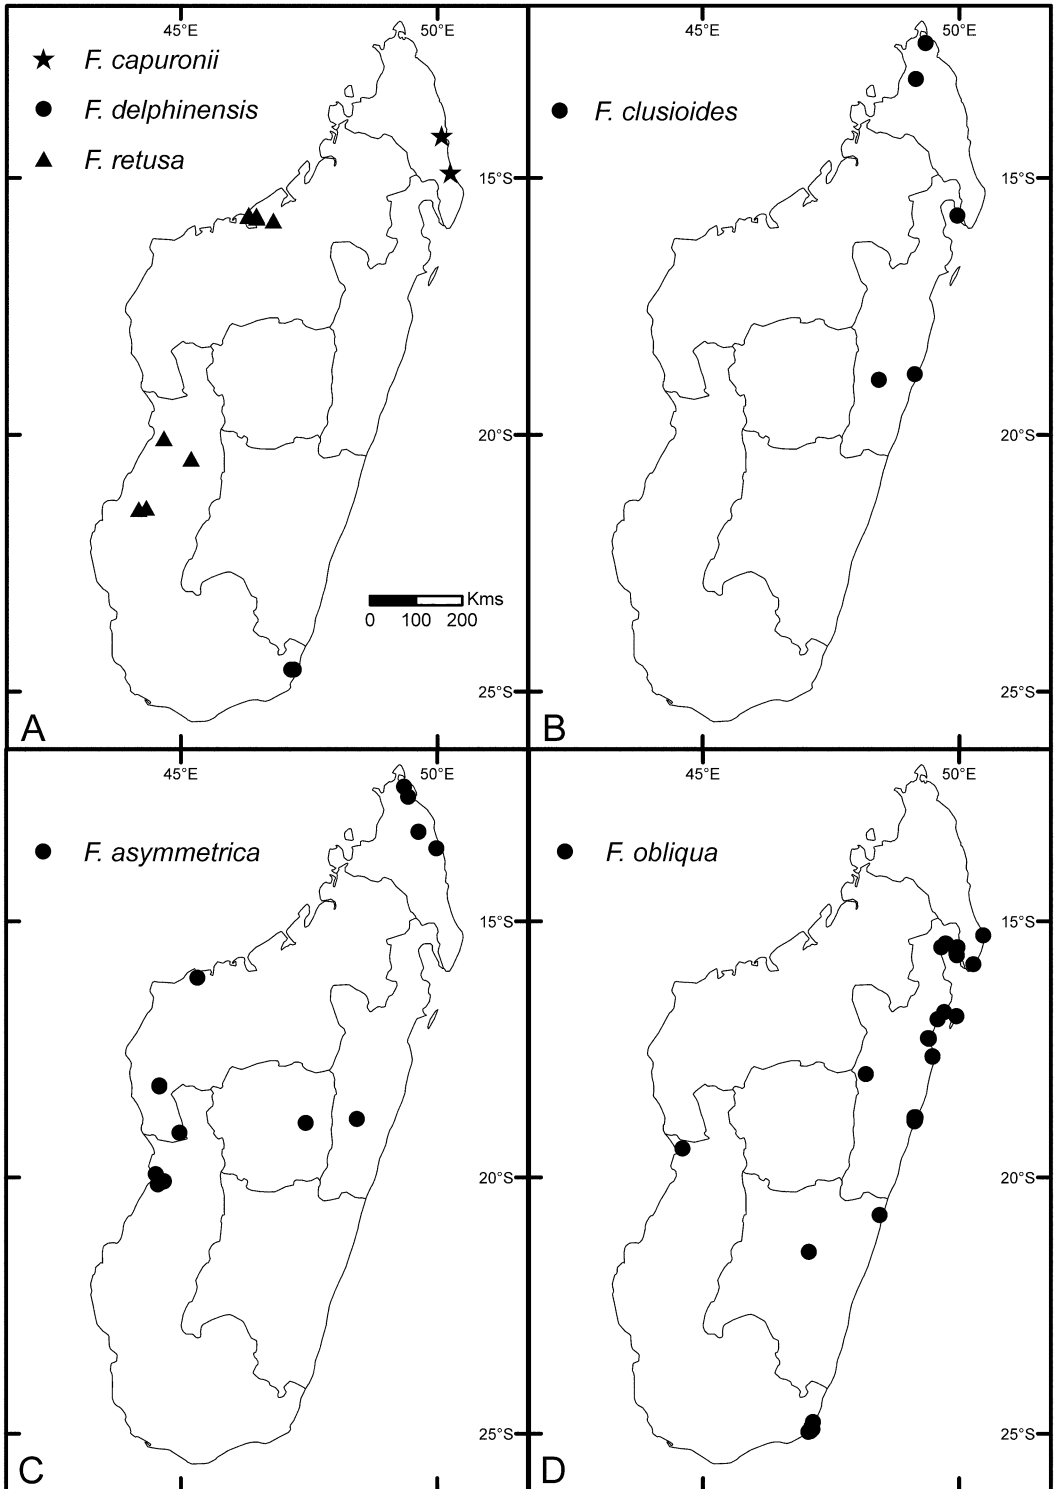 45°E 50°E
F. capuronii
F. delphinensis
F. retusa
15°S
20°S
Kms
0 100 200
25°S
A
45°E 50°E
F. clusioides
15°S
20°S
25°S
B
45°E 50°E
F. asymmetrica
15°S
20°S
25°S
C
45°E 50°E
F. obliqua
15°S
20°S
25°S
D